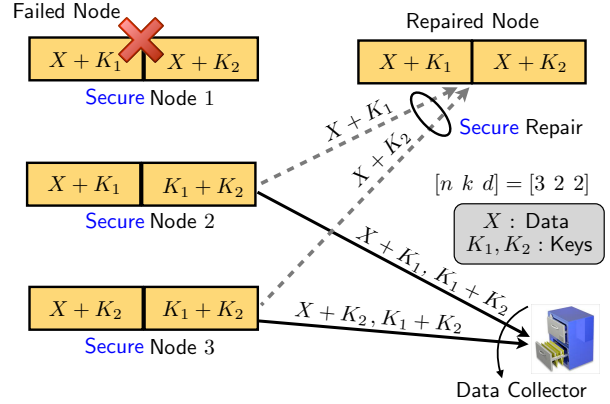 Failed Node
X + K₁ X + K₂
Secure Node 1
Repaired Node
X + K₁ X + K₂
X + K₁
X + K₂
Secure Repair
X + K₁ K₁ + K₂
Secure Node 2
[n k d] = [3 2 2]
X : Data
K₁, K₂ : Keys
X + K₁, K₁ + K₂
X + K₂ K₁ + K₂
Secure Node 3
X + K₂, K₁ + K₂
Data Collector